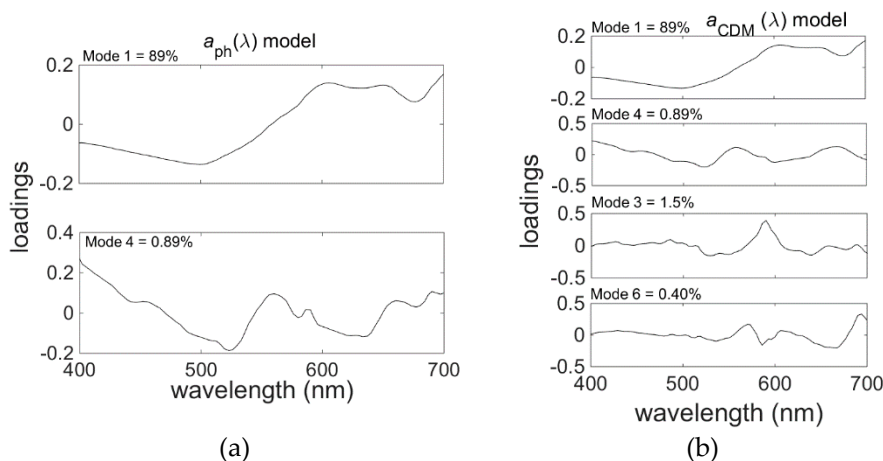 a_ph(λ) model
Mode 1 = 89%
0.2
0
-0.2
Mode 4 = 0.89%
0.4
0.2
0
-0.2
400 500 600 700
loadings
wavelength (nm)
(a)
a_CDM (λ) model
Mode 1 = 89%
0.2
0
-0.2
Mode 4 = 0.89%
0.5
0
-0.5
Mode 3 = 1.5%
0.5
0
-0.5
Mode 6 = 0.40%
0.5
0
-0.5
400 500 600 700
loadings
wavelength (nm)
(b)